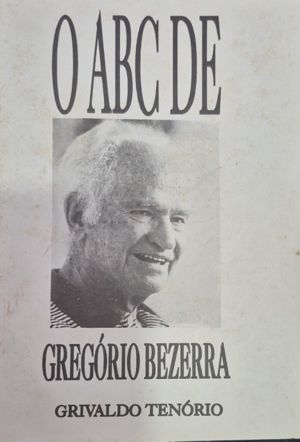 O ABC DE
GREGÓRIO BEZERRA
GRIVALDO TENÓRIO